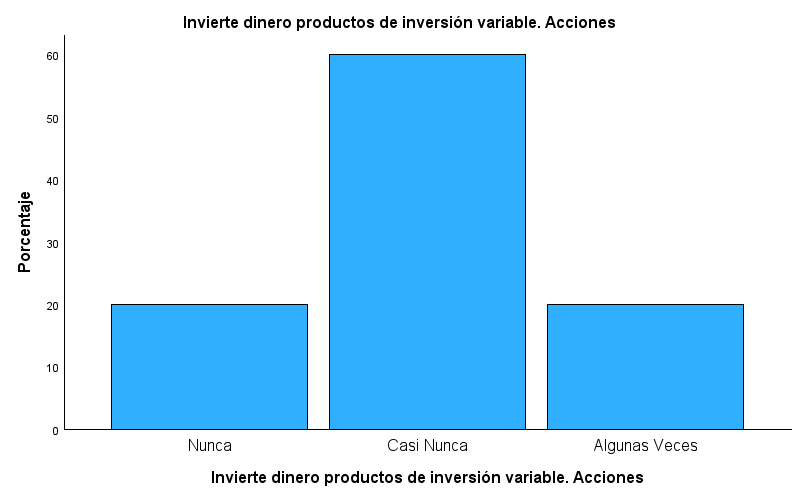 Invierte dinero productos de inversión variable. Acciones
Porcentaje
60
50
40
30
20
10
0
Nunca
Casi Nunca
Algunas Veces
Invierte dinero productos de inversión variable. Acciones